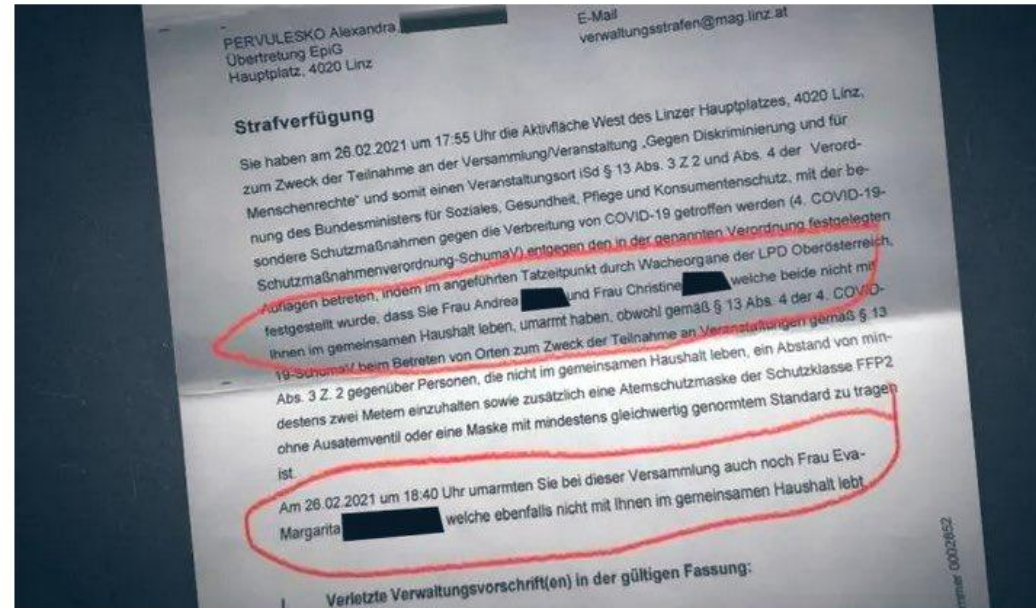 PERVULESKO Alexandra,
Übertretung EpiG
Hauptplatz, 4020 Linz
E-Mail
verwaltungsstrafen@mag.linz.at
Strafverfügung
Sie haben am 26.02.2021 um 17:55 Uhr die Aktivfläche West des Linzer Hauptplatzes, 4020 Linz,
zum Zweck der Teilnahme an der Versammlung/Veranstaltung „Gegen Diskriminierung und für
Menschenrechte" und somit einen Veranstaltungsort iSd § 13 Abs. 3 Z 2 und Abs. 4 der Verord-
nung des Bundesministers für Soziales, Gesundheit, Pflege und Konsumentenschutz, mit der be-
sondere Schutzmaßnahmen gegen die Verbreitung von COVID-19 getroffen werden (4. COVID-19-
Schutzmaßnahmenverordnung-SchumaV) entgegen den in der genannten Verordnung festgelegten
Auflagen betreten, indem im angeführten Tatzeitpunkt durch Wacheorgane der LPD Oberösterreich,
festgestellt wurde, dass Sie Frau Andrea und Frau Christine welche beide nicht mit
Ihnen im gemeinsamen Haushalt leben, umarmt haben, obwohl gemäß § 13 Abs. 4 der 4. COVID-
19-SchumaV beim Betreten von Orten zum Zweck der Teilnahme an Veranstaltungen gemäß § 13
Abs. 3 Z. 2 gegenüber Personen, die nicht im gemeinsamen Haushalt leben, ein Abstand von min-
destens zwei Metern einzuhalten sowie zusätzlich eine Atemschutzmaske der Schutzklasse FFP2
ohne Ausatemventil oder eine Maske mit mindestens gleichwertig genormtem Standard zu tragen
ist.
Am 26.02.2021 um 18:40 Uhr umarmten Sie bei dieser Versammlung auch noch Frau Eva-
Margarita welche ebenfalls nicht mit Ihnen im gemeinsamen Haushalt lebt.
Verletzte Verwaltungsvorschrift(en) in der gültigen Fassung:
0002652